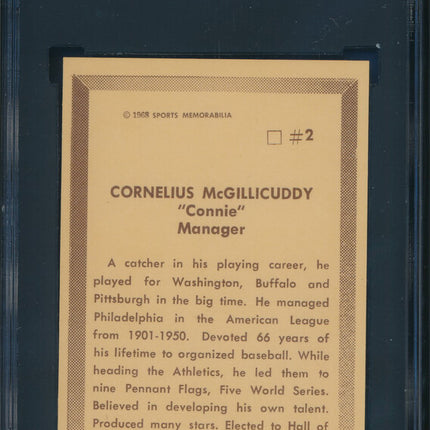 © 1968 SPORTS MEMORABILIA
#2
CORNELIUS McGILLICUDDY
"Connie"
Manager
A catcher in his playing career, he
played for Washington, Buffalo and
Pittsburgh in the big time. He managed
Philadelphia in the American League
from 1901-1950. Devoted 66 years of
his lifetime to organized baseball. While
heading the Athletics, he led them to
nine Pennant Flags, Five World Series.
Believed in developing his own talent.
Produced many stars. Elected to Hall of